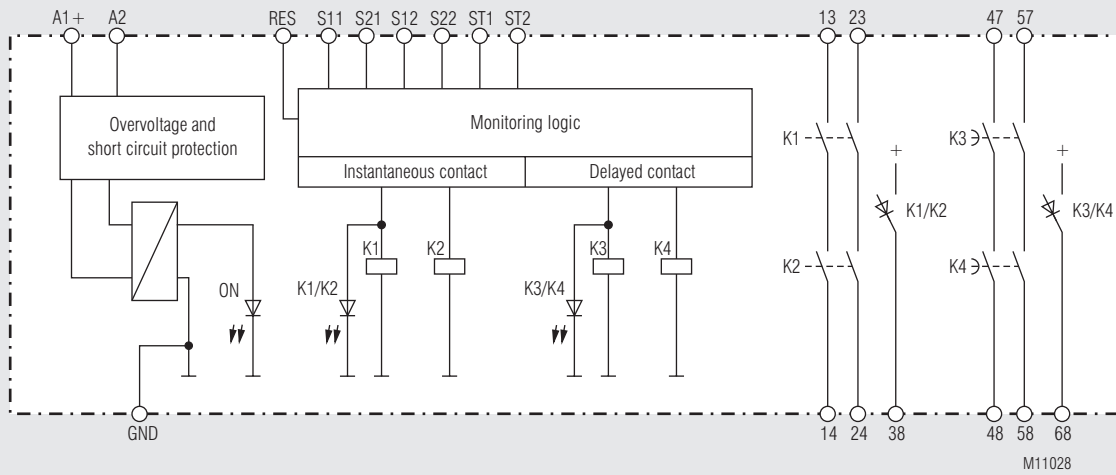 A1+ A2 RES S11 S21 S12 S22 ST1 ST2 13 23 47 57
Overvoltage and
short circuit protection
Monitoring logic
Instantaneous contact Delayed contact
K1 K3
+ +
K1/K2 K3/K4
K1 K2 K3 K4
K2 K4
ON K1/K2 K3/K4
GND 14 24 38 48 58 68
M11028